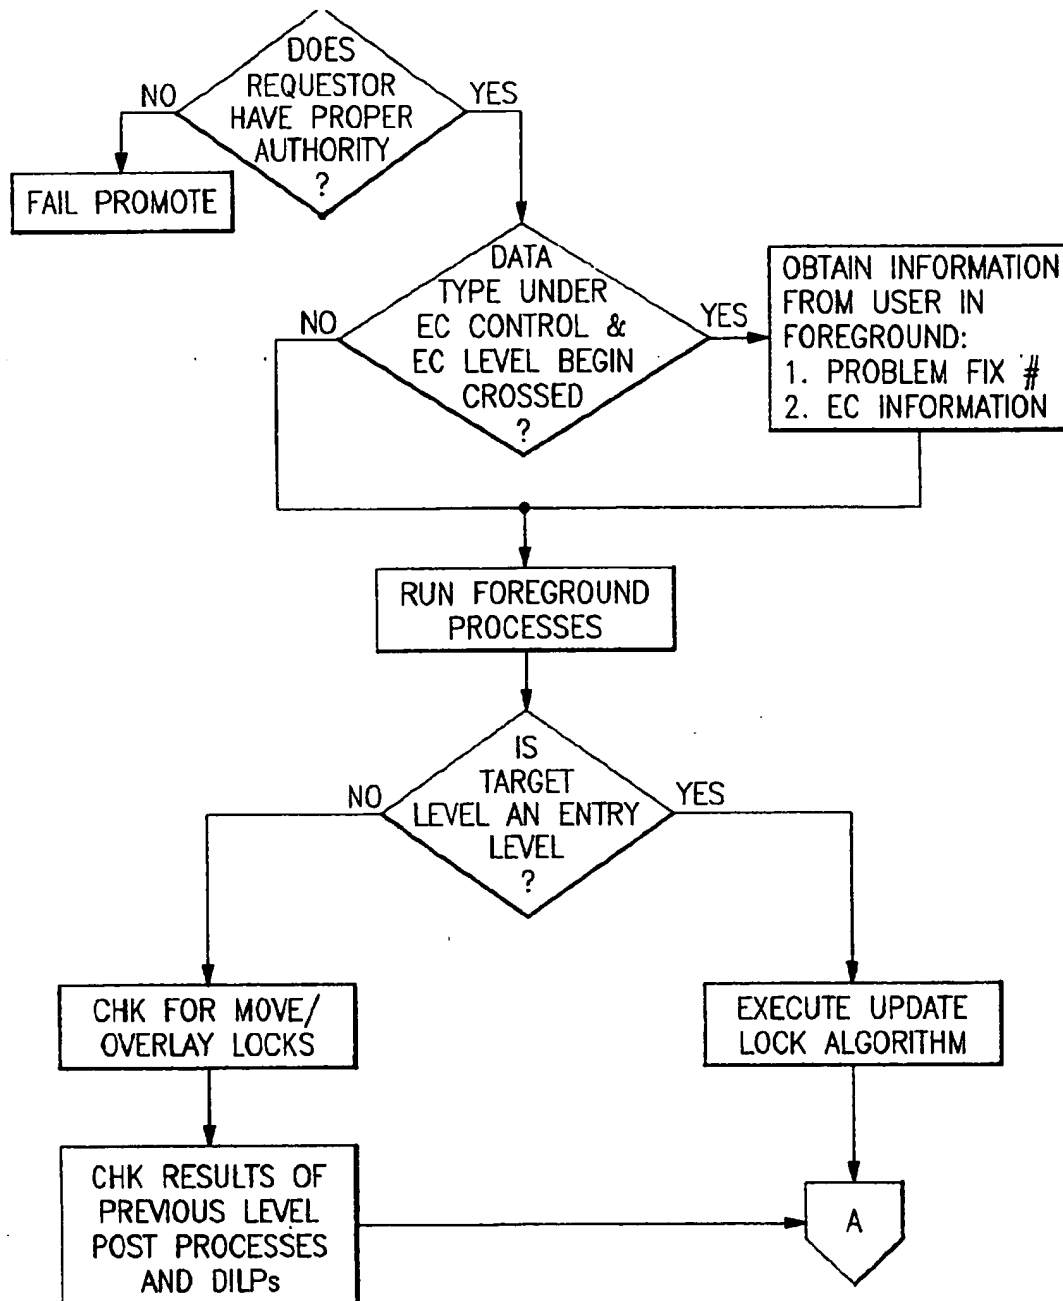 DOES
REQUESTOR
HAVE PROPER
AUTHORITY
?
NO
YES
FAIL PROMOTE
DATA
TYPE UNDER
EC CONTROL &
EC LEVEL BEGIN
CROSSED
?
NO
YES
OBTAIN INFORMATION
FROM USER IN
FOREGROUND:
1. PROBLEM FIX #
2. EC INFORMATION
RUN FOREGROUND
PROCESSES
IS
TARGET
LEVEL AN ENTRY
LEVEL
?
NO
YES
CHK FOR MOVE/
OVERLAY LOCKS
EXECUTE UPDATE
LOCK ALGORITHM
CHK RESULTS OF
PREVIOUS LEVEL
POST PROCESSES
AND DILPs
A